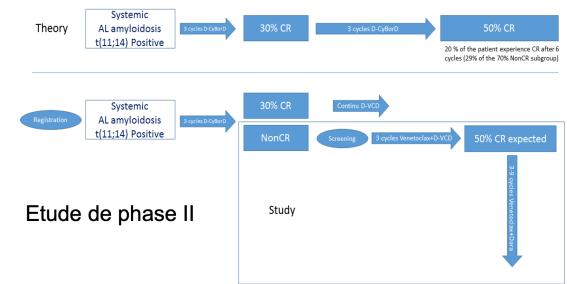 Theory
Systemic
AL amyloidosis
t(11;14) Positive
3 cycles D-CyBorD
30% CR
3 cycles D-CyBorD
50% CR
20 % of the patient experience CR after 6
cycles (29% of the 70% NonCR subgroup)
Registration
Systemic
AL amyloidosis
t(11;14) Positive
3 cycles D-CyBorD
30% CR
Continu D-VCD
NonCR
Screening
3 cycles Venetoclax+D-VCD
50% CR expected
3-9 cycles Venetoclax+Dara
Etude de phase II
Study